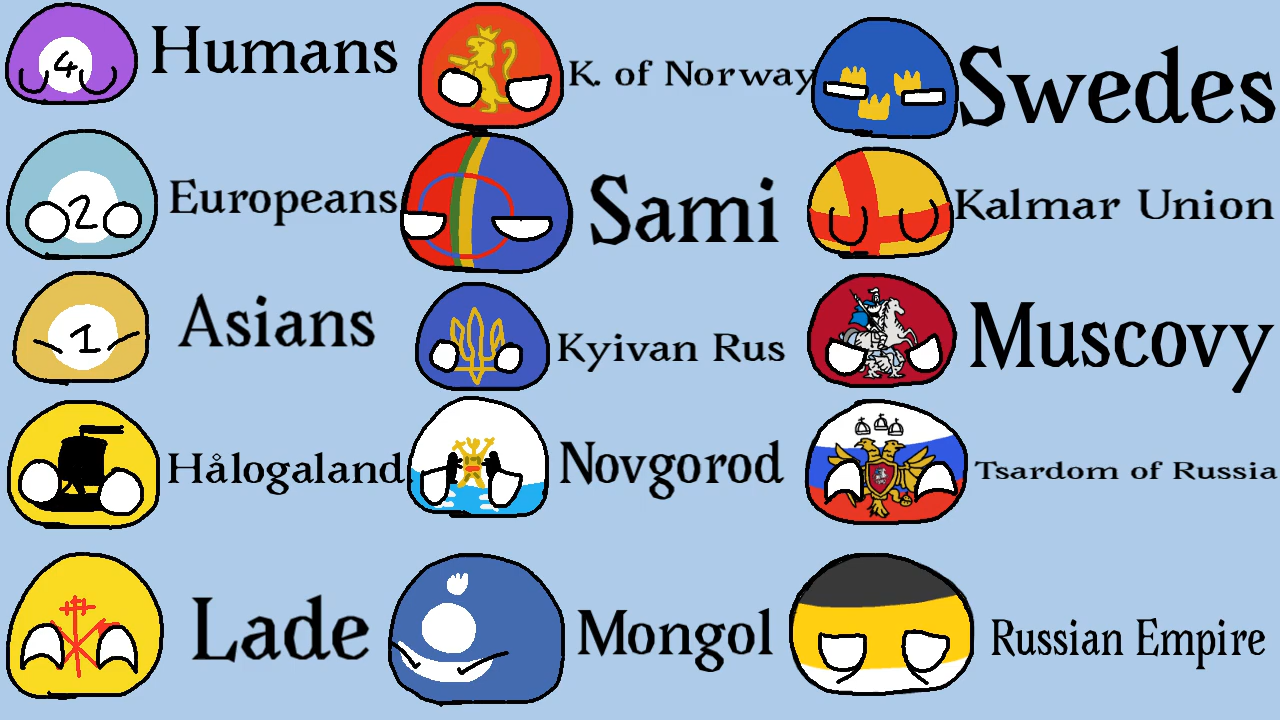 4 Humans
2 Europeans
1 Asians
Hålogaland
Lade
K. of Norway
Sami
Kyivan Rus
Novgorod
Mongol
Swedes
Kalmar Union
Muscovy
Tsardom of Russia
Russian Empire